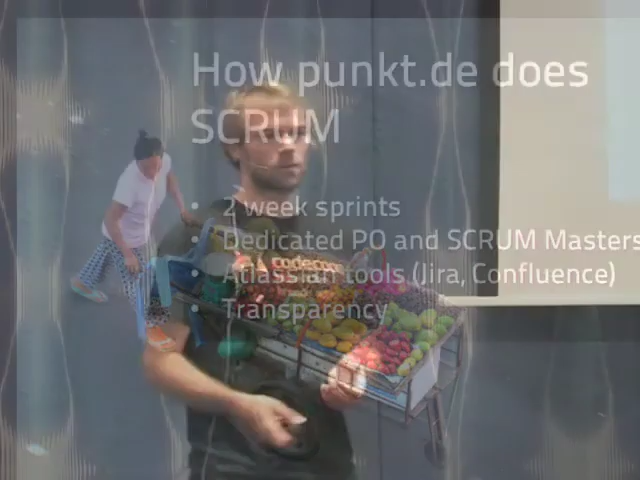 How punkt.de does
SCRUM
• 2 week sprints
• Dedicated PO and SCRUM Masters
• Atlassian tools (Jira, Confluence)
• Transparency